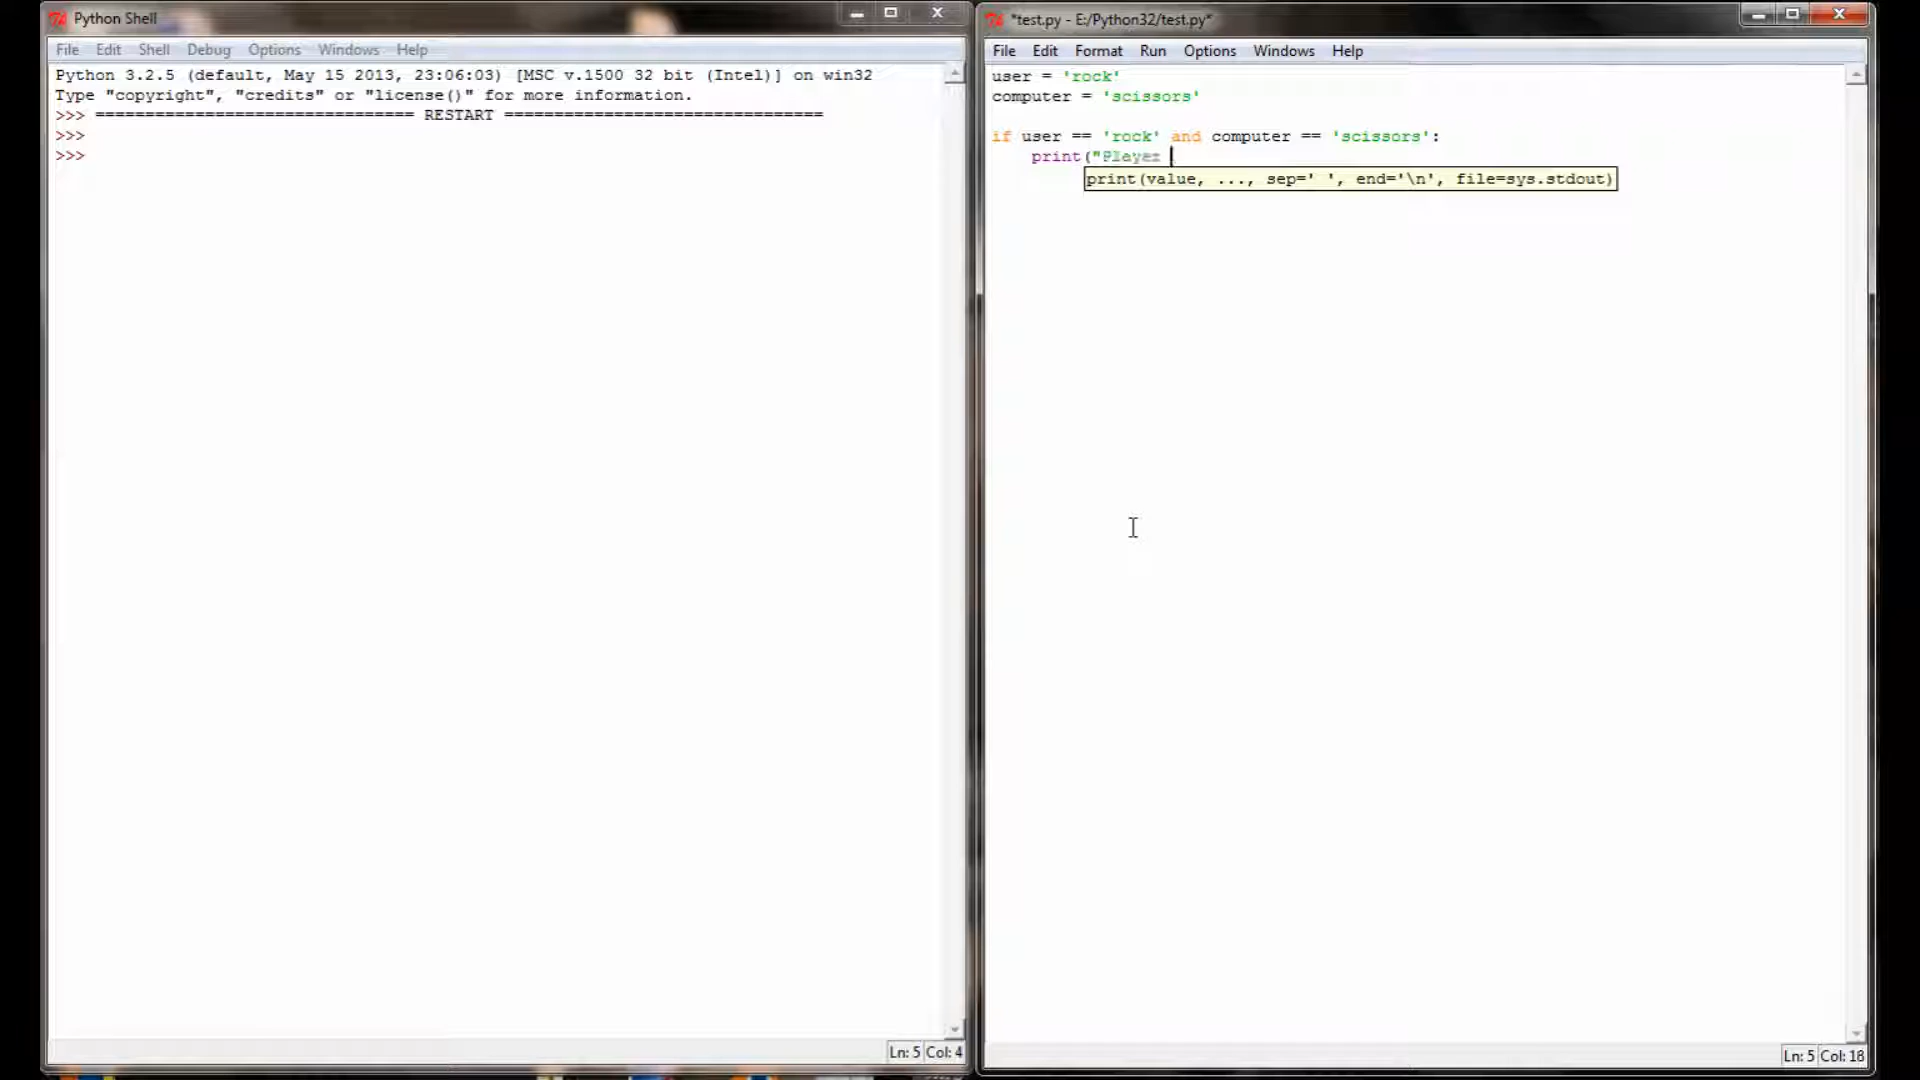 Python Shell
File Edit Shell Debug Options Windows Help
Python 3.2.5 (default, May 15 2013, 23:06:03) [MSC v.1500 32 bit (Intel)] on win32
Type "copyright", "credits" or "license()" for more information.
>>> ================================ RESTART ================================
>>>
>>>
Ln: 5 Col: 4
*test.py - E:/Python32/test.py*
File Edit Format Run Options Windows Help
user = 'rock'
computer = 'scissors'
if user == 'rock' and computer == 'scissors':
print("Player
print(value, ..., sep=' ', end='\n', file=sys.stdout)
Ln: 5 Col: 18